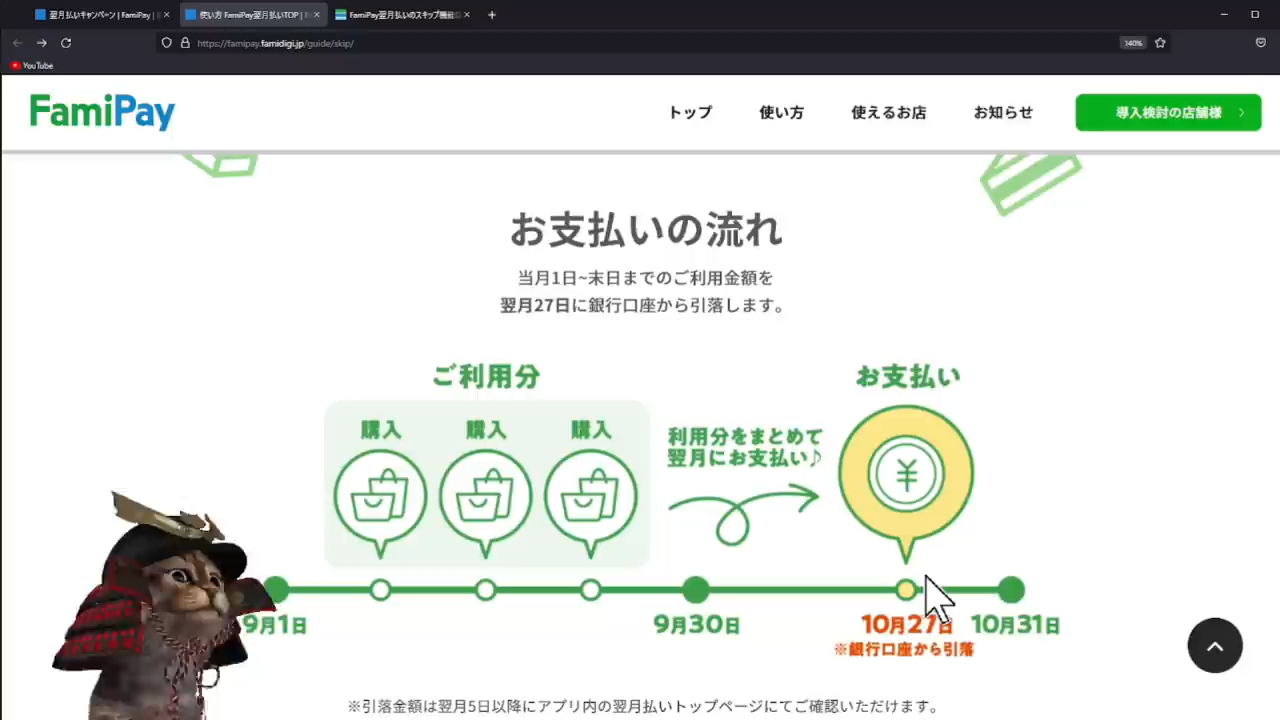 翌月払いキャンペーン | FamiPay |
使い方 FamiPay翌月払いTOP |
FamiPay翌月払いのスキップ機能
https://famipay.famidigi.jp/guide/skip/
140%
YouTube
FamiPay
トップ
使い方
使えるお店
お知らせ
導入検討の店舗様
お支払いの流れ
当月1日~末日までのご利用金額を
翌月27日に銀行口座から引落します。
ご利用分
お支払い
購入
購入
購入
利用分をまとめて
翌月にお支払い♪
9月1日
9月30日
10月27日
10月31日
※銀行口座から引落
※引落金額は翌月5日以降にアプリ内の翌月払いトップページにてご確認いただけます。